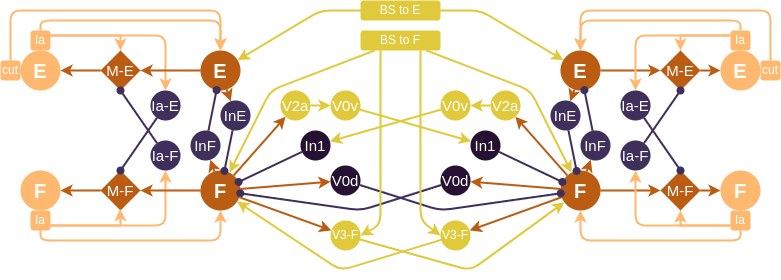 BS to E
BS to F
Ia
Ia
cut
E
M-E
E
E
M-E
E
cut
Ia-E
InE
V2a
V0v
V0v
V2a
InE
Ia-E
Ia-F
InF
In1
In1
InF
Ia-F
F
M-F
F
V0d
V0d
F
M-F
F
Ia
Ia
V3-F
V3-F